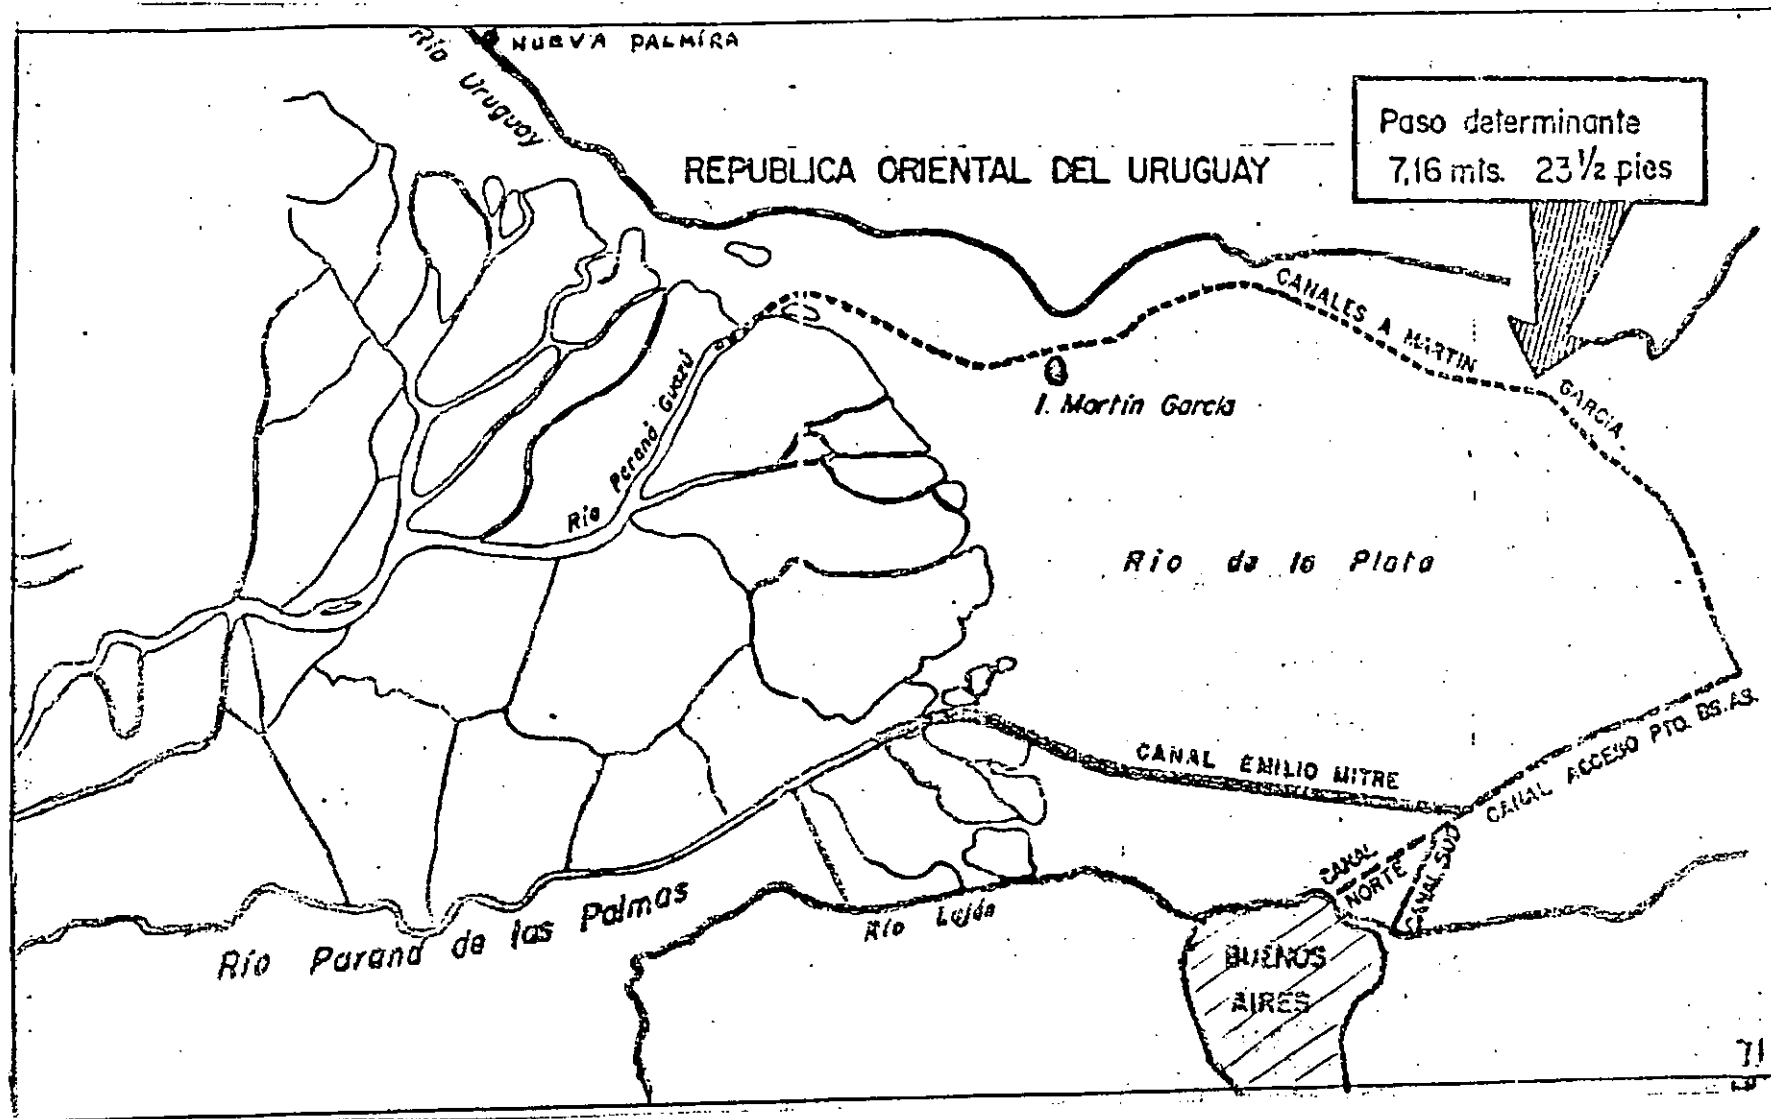 NUEVA PALMIRA
Río Uruguay
REPUBLICA ORIENTAL DEL URUGUAY
Paso determinante
7,16 mts. 23 1/2 pies
CANALES A MARTIN
GARCIA
I. Martín García
Río Paraná Guazú
Río de la Plata
CANAL EMILIO MITRE
CANAL ACCESO PTO. BS. AS.
CANAL
NORTE
CANAL SUD
Río Paraná de las Palmas
Río Luján
BUENOS
AIRES
71